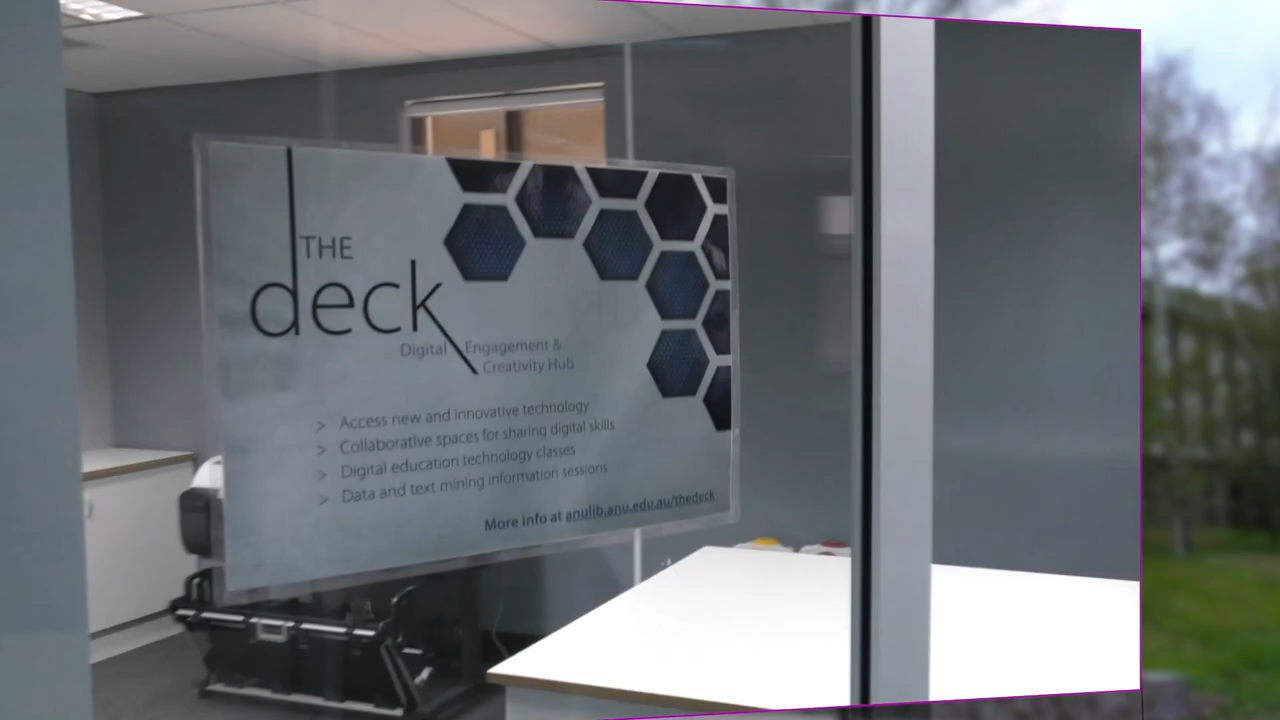 THE
deck
Digital Engagement &
Creativity Hub
> Access new and innovative technology
> Collaborative spaces for sharing digital skills
> Digital education technology classes
> Data and text mining information sessions
More info at anulib.anu.edu.au/thedeck